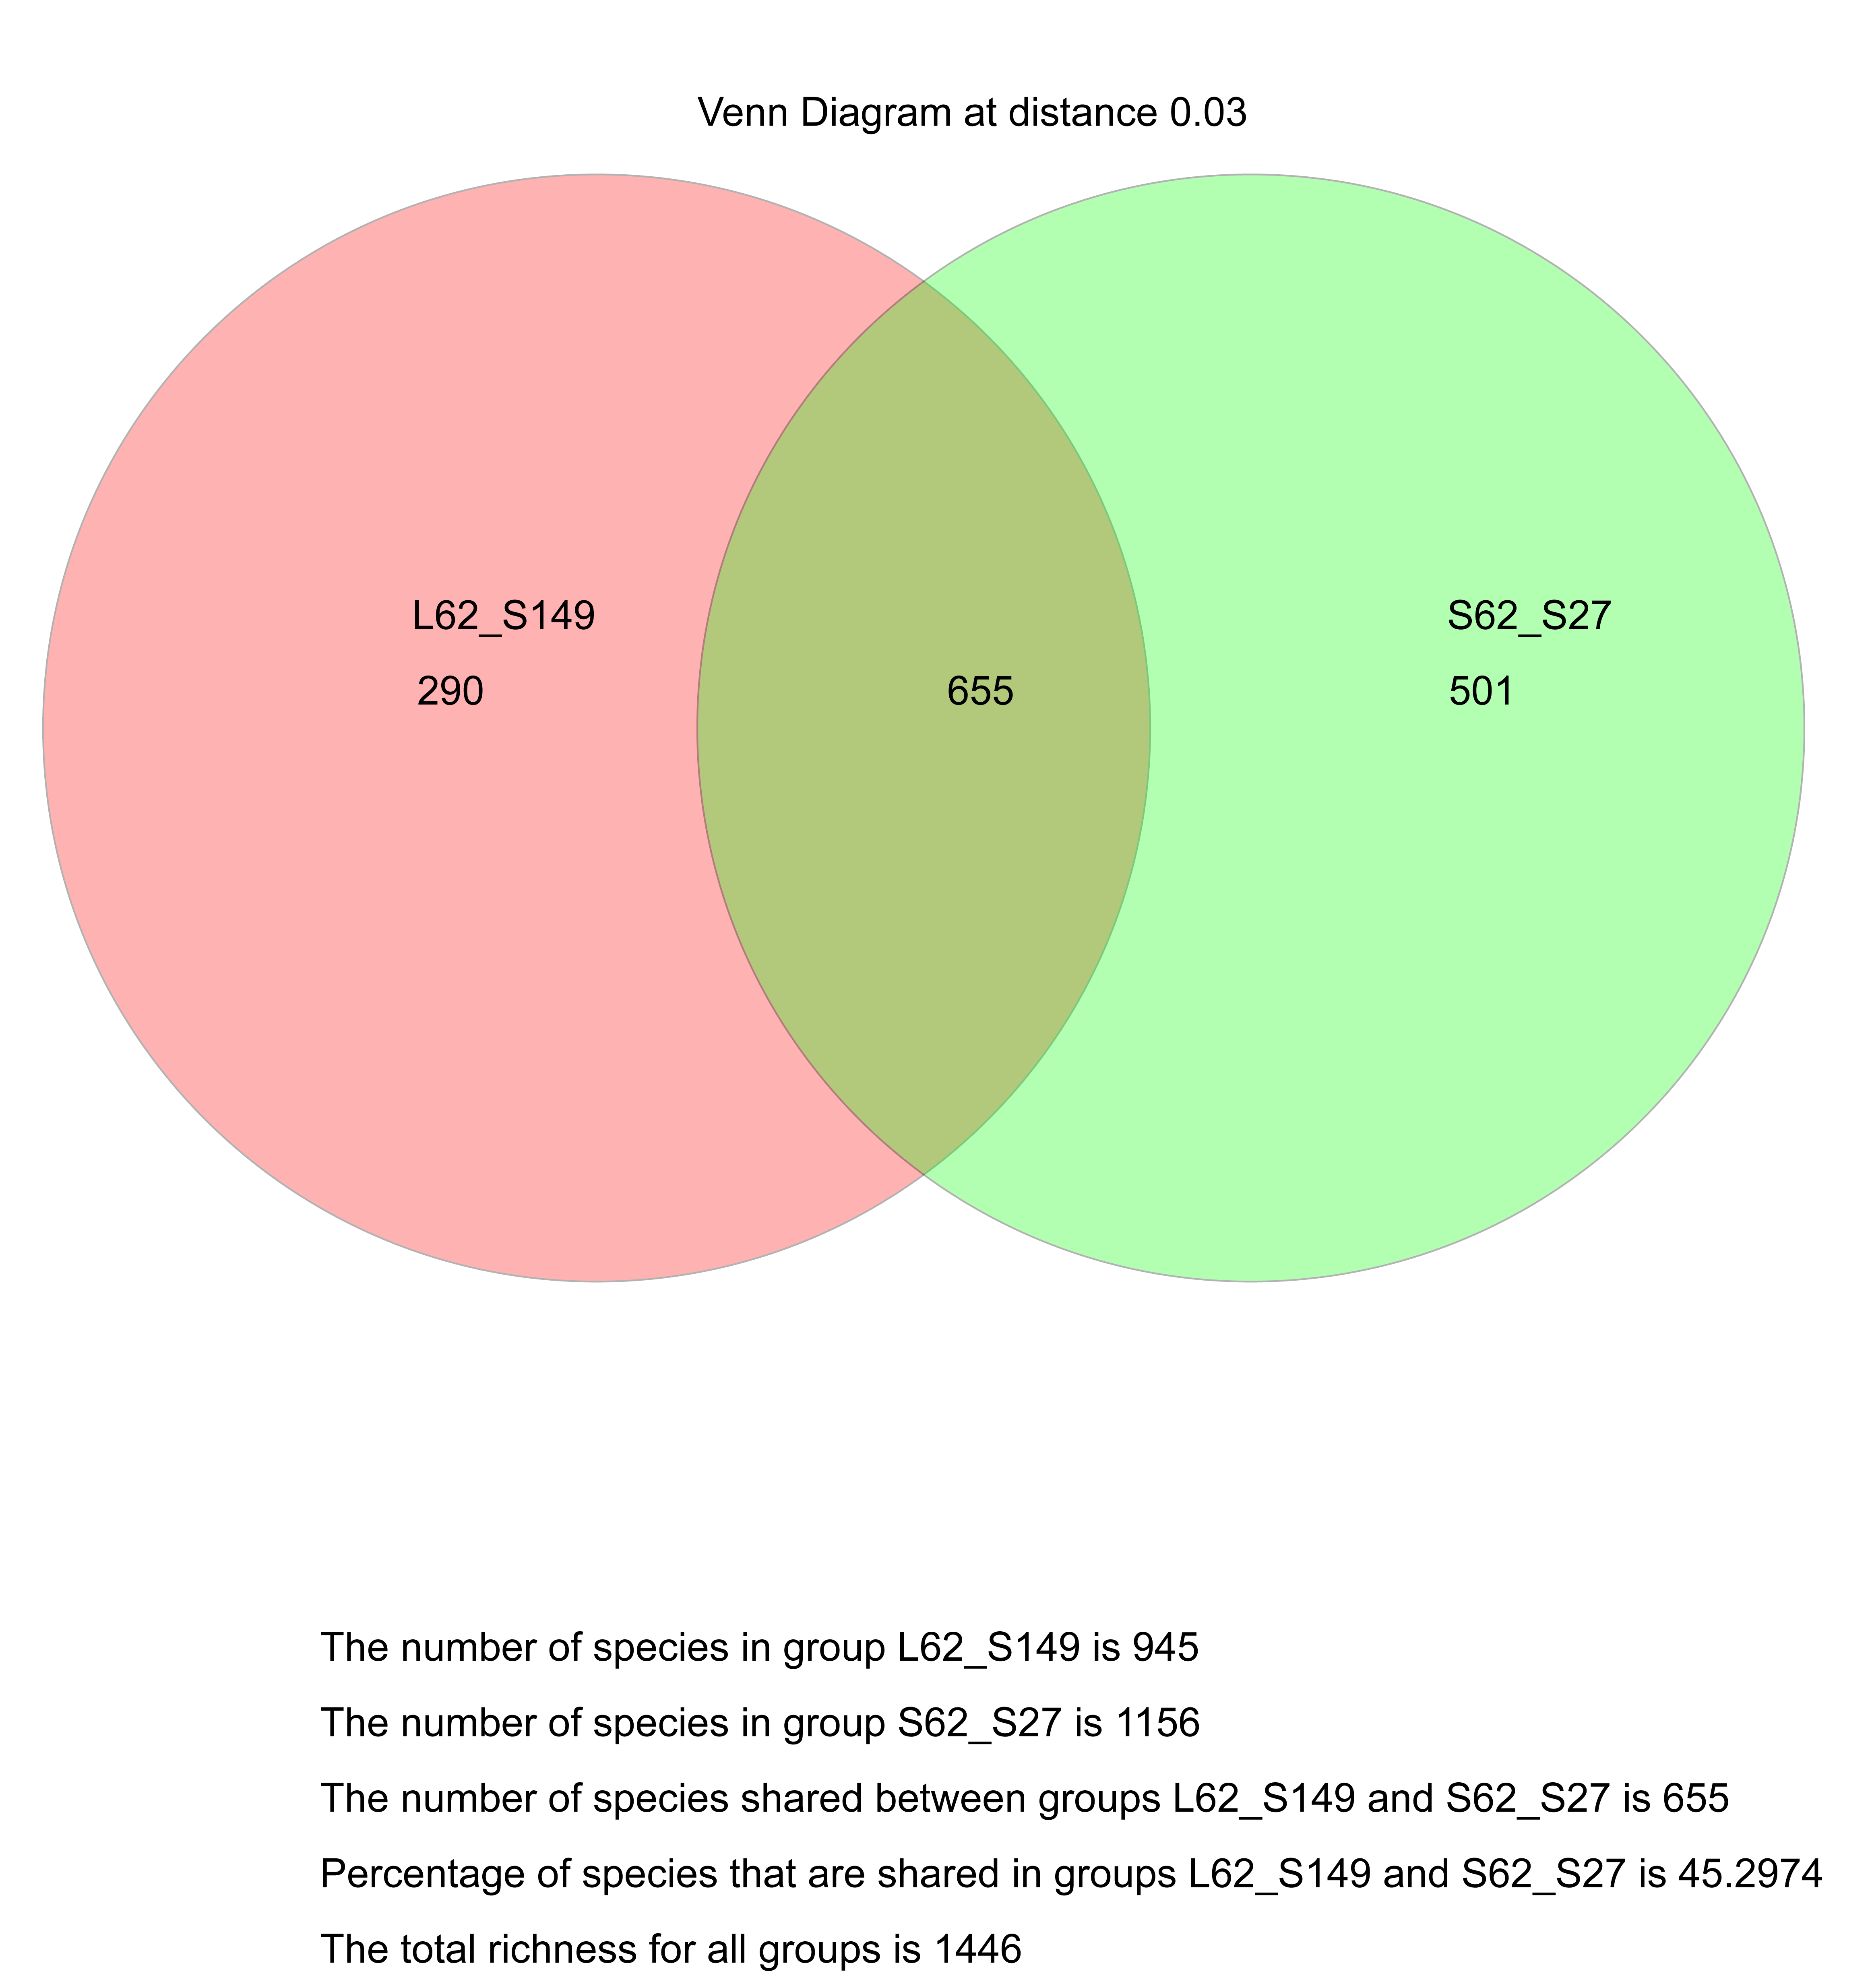 Venn Diagram at distance 0.03
L62_S149
S62_S27
290
655
501
The number of species in group L62_S149 is 945
The number of species in group S62_S27 is 1156
The number of species shared between groups L62_S149 and S62_S27 is 655
Percentage of species that are shared in groups L62_S149 and S62_S27 is 45.2974
The total richness for all groups is 1446